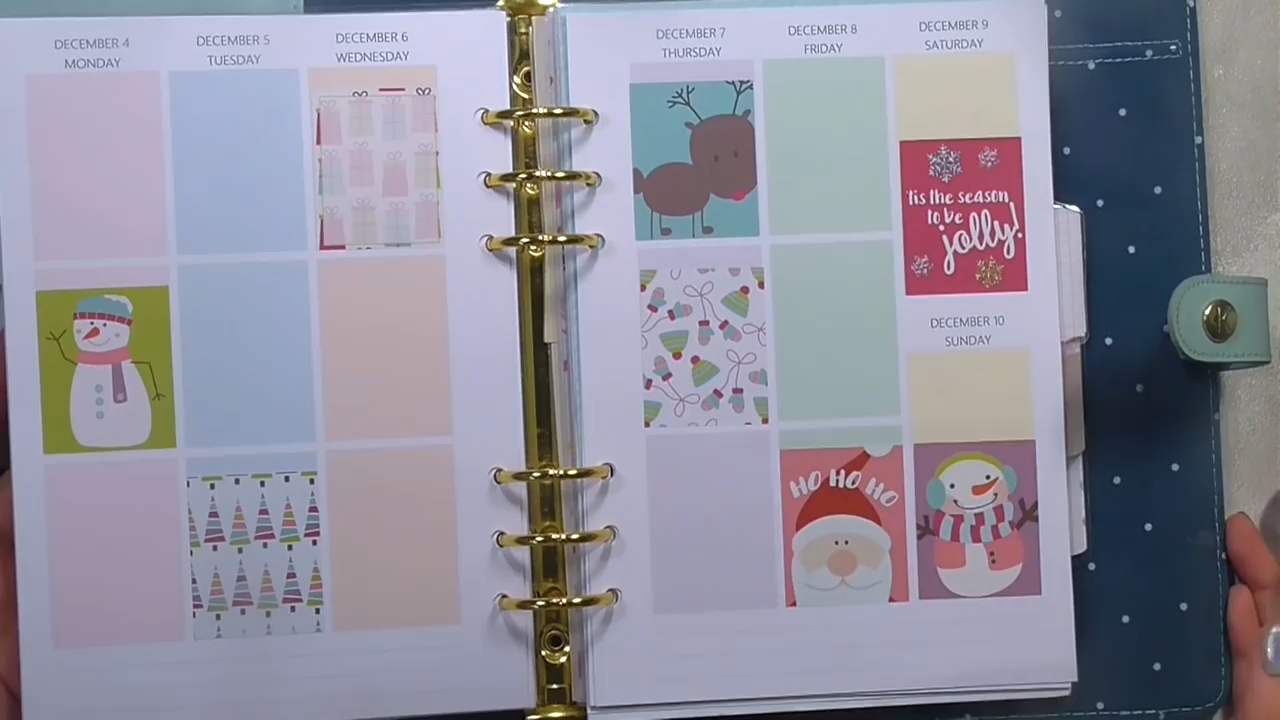 DECEMBER 4
MONDAY
DECEMBER 5
TUESDAY
DECEMBER 6
WEDNESDAY
DECEMBER 7
THURSDAY
DECEMBER 8
FRIDAY
DECEMBER 9
SATURDAY
'tis the season
to be
jolly!
DECEMBER 10
SUNDAY
HO HO HO